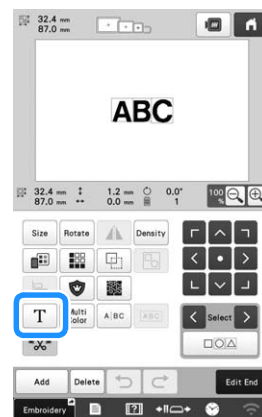 32.4 mm
87.0 mm
ABC
32.4 mm 1.2 mm 0.0°
87.0 mm 0.0 mm 1
100 %
Size Rotate Density
T Multi Color A BC ABC
Select
Add Delete Edit End
Embroidery